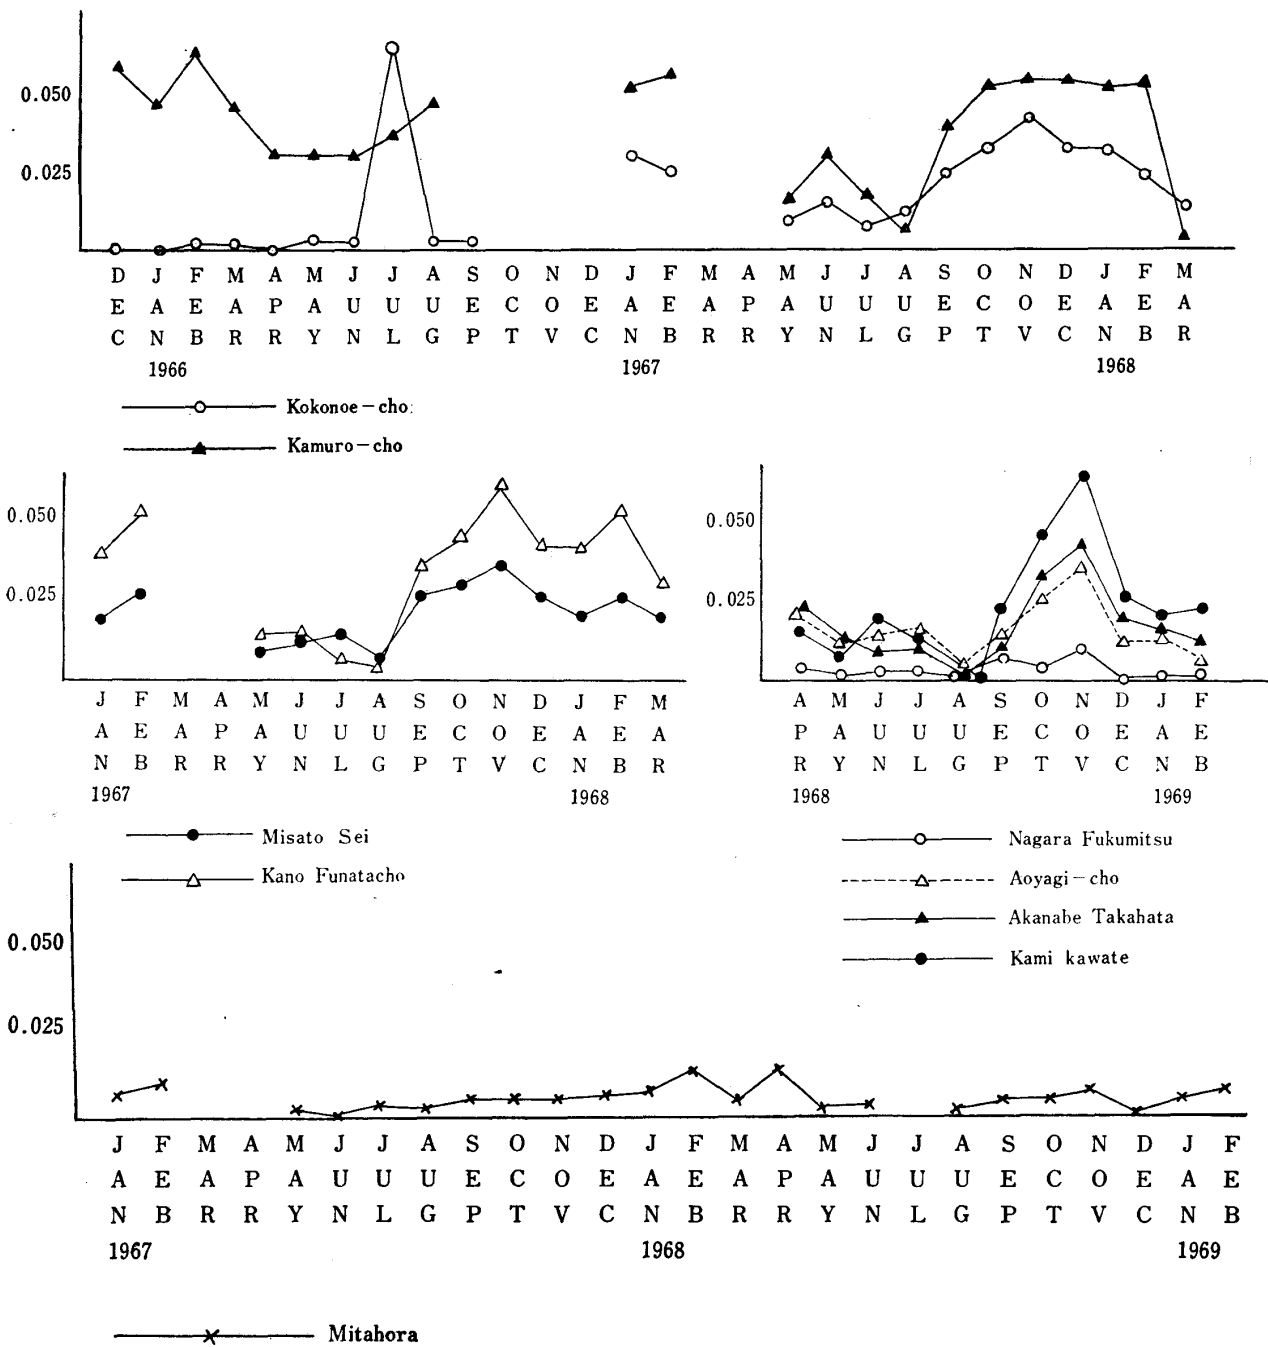 0.050
0.025
D J F M A M J J A S O N D J F M A M J J A S O N D J F M
E A E A P A U U U E C O E A E A P A U U U E C O E A E A
C N B R R Y N L G P T V C N B R R Y N L G P T V C N B R
1966 1967 1968
Kokonoe-cho
Kamuro-cho
0.050
0.025
J F M A M J J A S O N D J F M
A E A P A U U U E C O E A E A
N B R R Y N L G P T V C N B R
1967 1968
Misato Sei
Kano Funatacho
0.050
0.025
A M J J A S O N D J F
P A U U U E C O E A E
R Y N L G P T V C N B
1968 1969
Nagara Fukumitsu
Aoyagi-cho
Akanabe Takahata
Kami kawate
0.050
0.025
J F M A M J J A S O N D J F M A M J J A S O N D J F
A E A P A U U U E C O E A E A P A U U U E C O E A E
N B R R Y N L G P T V C N B R R Y N L G P T V C N B
1967 1968 1969
Mitahora